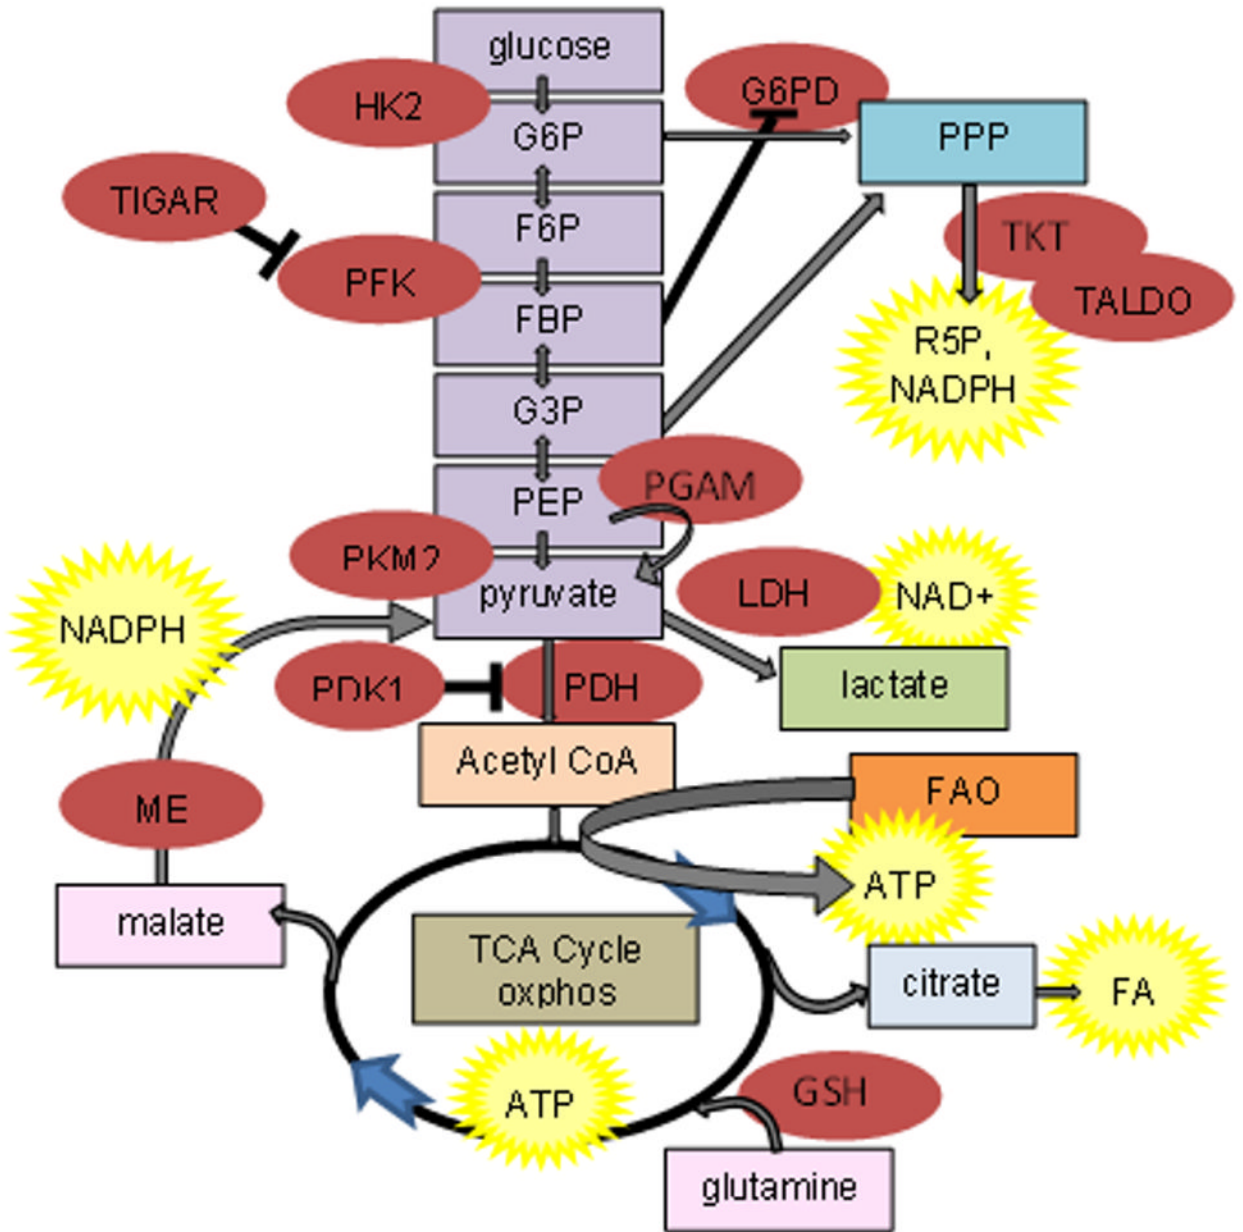 glucose
HK2
G6PD
G6P
PPP
TIGAR
F6P
TKT
PFK
TALDO
FBP
R5P,
NADPH
G3P
PEP
PGAM
PKM2
pyruvate
LDH
NAD+
NADPH
PDK1
PDH
lactate
Acetyl CoA
FAO
ME
ATP
malate
TCA Cycle
oxphos
citrate
FA
ATP
GSH
glutamine